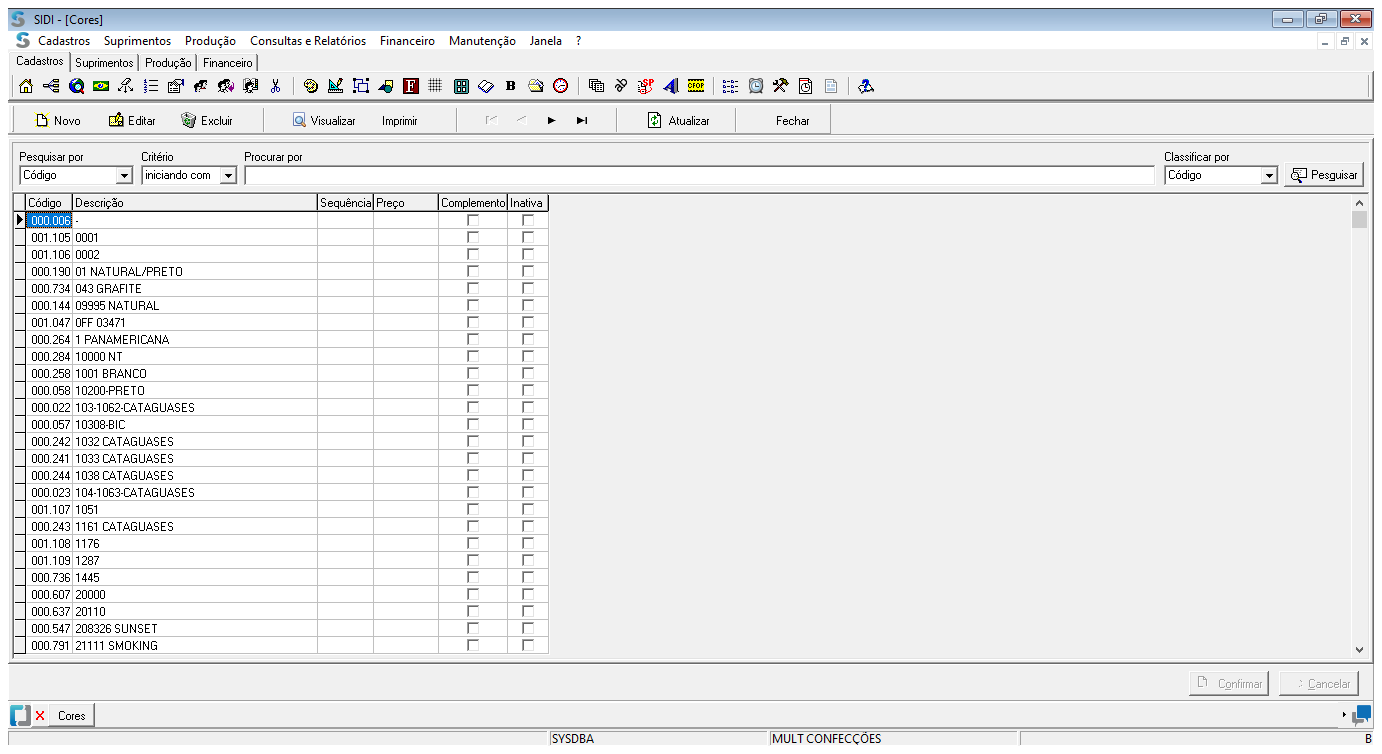 SIDI - [Cores]
Cadastros Suprimentos Produção Consultas e Relatórios Financeiro Manutenção Janela ?
Cadastros Suprimentos Produção Financeiro
F B SP CFOP
Novo Editar Excluir Visualizar Imprimir Atualizar Fechar
Pesquisar por Critério Procurar por Classificar por
Código iniciando com Código Pesquisar
Código Descrição Sequência Preço Complemento Inativa
000.006 -
001.105 0001
001.106 0002
000.190 01 NATURAL/PRETO
000.734 043 GRAFITE
000.144 09995 NATURAL
001.047 0FF 03471
000.264 1 PANAMERICANA
000.284 10000 NT
000.258 1001 BRANCO
000.058 10200-PRETO
000.022 103-1062-CATAGUASES
000.057 10308-BIC
000.242 1032 CATAGUASES
000.241 1033 CATAGUASES
000.244 1038 CATAGUASES
000.023 104-1063-CATAGUASES
001.107 1051
000.243 1161 CATAGUASES
001.108 1176
001.109 1287
000.736 1445
000.607 20000
000.637 20110
000.547 208326 SUNSET
000.791 21111 SMOKING
Confirmar Cancelar
Cores
SYSDBA MULT CONFECÇÕES B